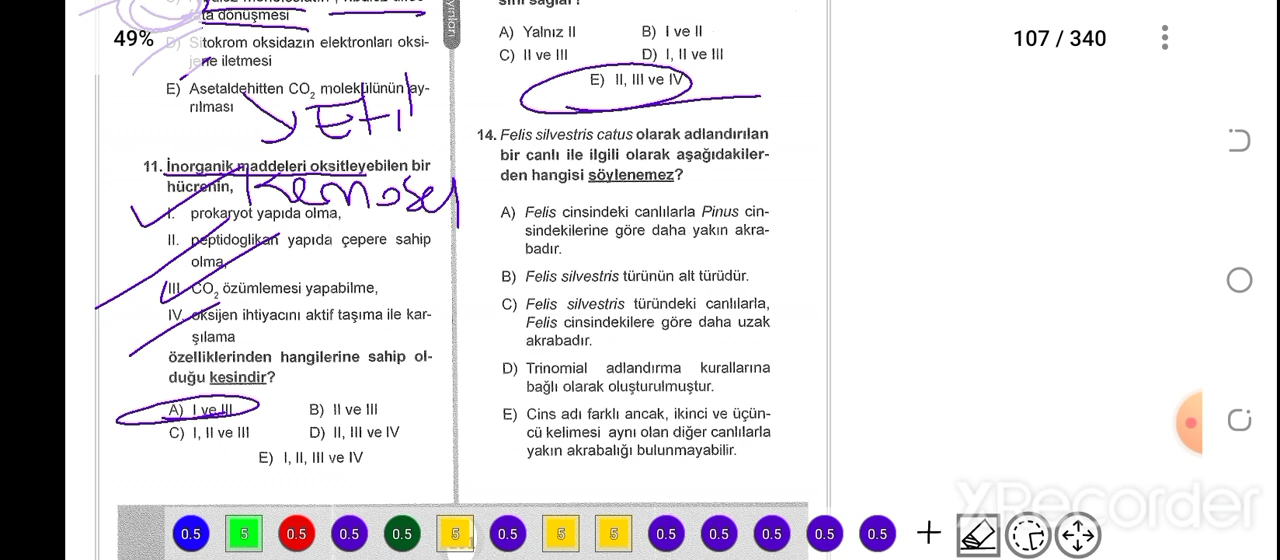 49%
107 / 340
ta dönüşmesi
D) Sitokrom oksidazın elektronları oksi-
jene iletmesi
E) Asetaldehitten CO₂ molekülünün ay-
rılması
Etil
11. İnorganik maddeleri oksitleyebilen bir
hücrenin,
Kemosen
I. prokaryot yapıda olma,
II. peptidoglikan yapıda çepere sahip
olma,
III. CO₂ özümlemesi yapabilme,
IV. oksijen ihtiyacını aktif taşıma ile kar-
şılama
özelliklerinden hangilerine sahip ol-
duğu kesindir?
A) I ve III
B) II ve III
C) I, II ve III
D) II, III ve IV
E) I, II, III ve IV
yınları
sini sağlar?
A) Yalnız II
B) I ve II
C) II ve III
D) I, II ve III
E) II, III ve IV
14. Felis silvestris catus olarak adlandırılan
bir canlı ile ilgili olarak aşağıdakiler-
den hangisi söylenemez?
A) Felis cinsindeki canlılarla Pinus cin-
sindekilerine göre daha yakın akra-
badır.
B) Felis silvestris türünün alt türüdür.
C) Felis silvestris türündeki canlılarla,
Felis cinsindekilere göre daha uzak
akrabadır.
D) Trinomial adlandırma kurallarına
bağlı olarak oluşturulmuştur.
E) Cins adı farklı ancak, ikinci ve üçün-
cü kelimesi aynı olan diğer canlılarla
yakın akrabalığı bulunmayabilir.
0.5 5 0.5 0.5 0.5 5 0.5 5 5 0.5 0.5 0.5 0.5 0.5
XRecorder